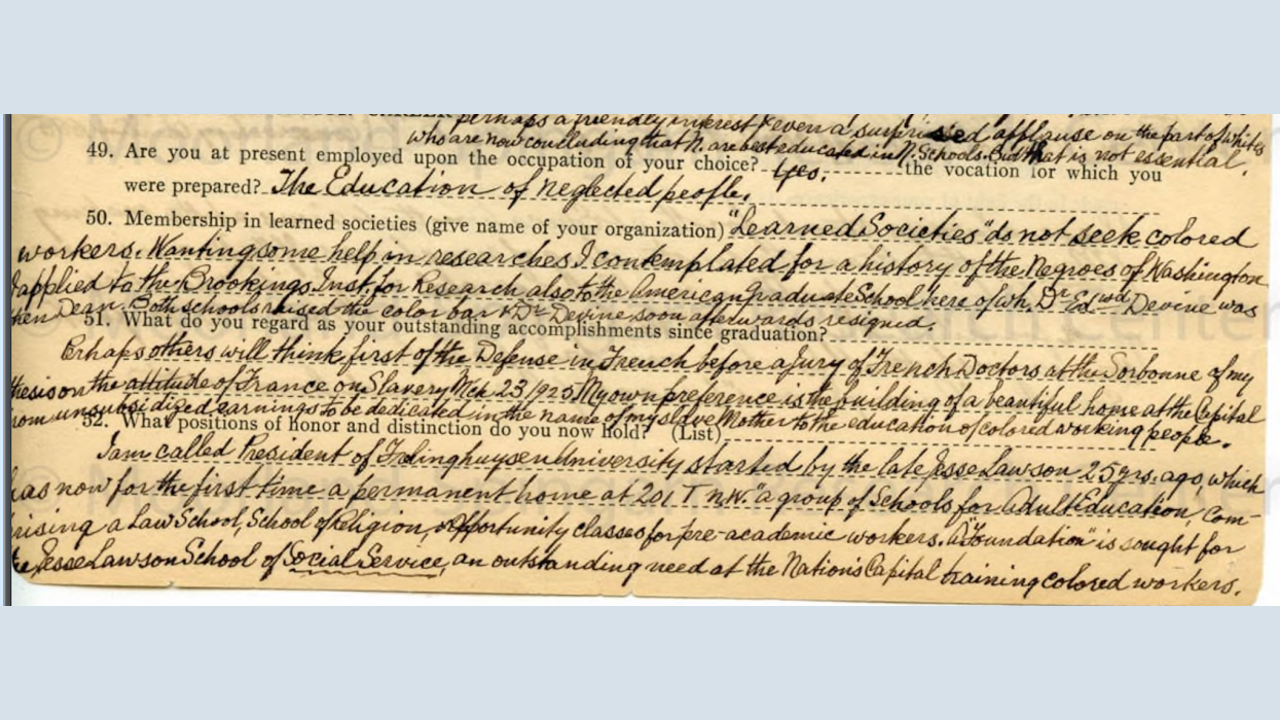 perhaps a friendly interest & even a surprised applause on the part of whites
who are now concluding that N. are best educated in N. Schools. But that is not essential.
49. Are you at present employed upon the occupation of your choice? Yes. the vocation for which you
were prepared? The Education of neglected people.
50. Membership in learned societies (give name of your organization) "Learned Societies" do not seek colored
workers. Wanting some help in researches I contemplated for a history of the Negroes of Washington
I applied to the Brookings Inst. for Research also to the American Graduate School here of wh. Dr Edwd Devine was
then Dean. Both schools raised the color bar & Dr Devine soon afterwards resigned.
51. What do you regard as your outstanding accomplishments since graduation?
Perhaps others will think first of the Defense in French before a Jury of French Doctors at the Sorbonne of my
thesis on the attitude of France on Slavery Mch 23/1925 My own preference is the building of a beautiful home at the Capital
from unsubsidized earnings to be dedicated in the name of my slave Mother to the education of colored working people.
52. What positions of honor and distinction do you now hold? (List)
I am called President of Frelinghuysen University started by the late Jesse Lawson 25 yrs. ago, which
has now for the first time a permanent home at 201 T N.W. "a group of Schools for Adult Education, com-
prising a Law School, School of Religion, opportunity classes for pre-academic workers. A "Foundation" is sought for
the Jesse Lawson School of Social Service, an outstanding need at the Nation's Capital training colored workers.